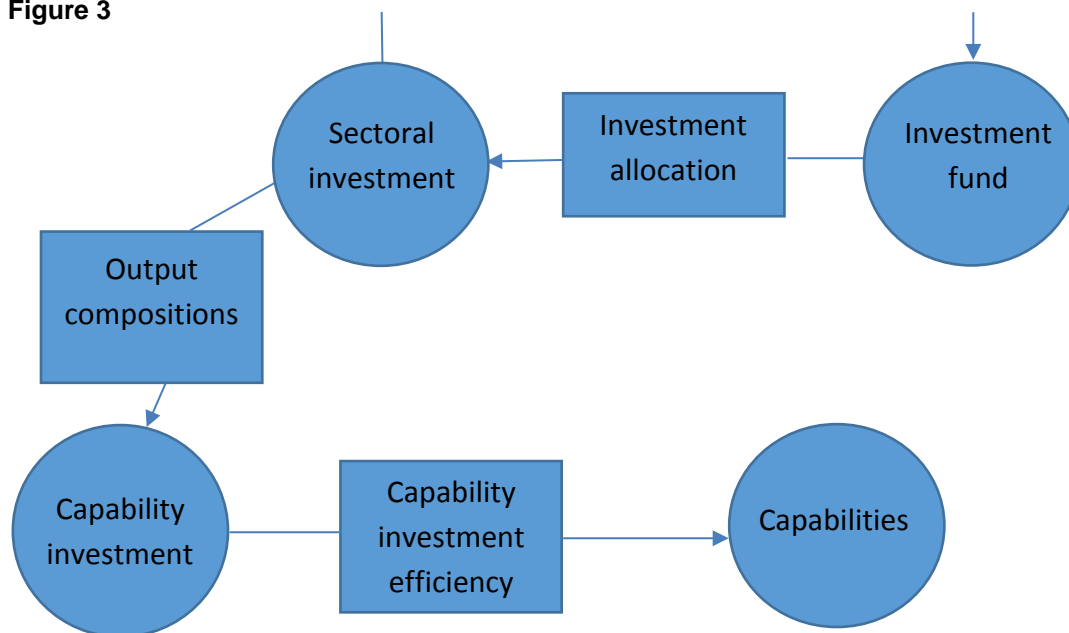 Figure 3
Sectoral
investment
Investment
allocation
Investment
fund
Output
compositions
Capability
investment
Capability
investment
efficiency
Capabilities